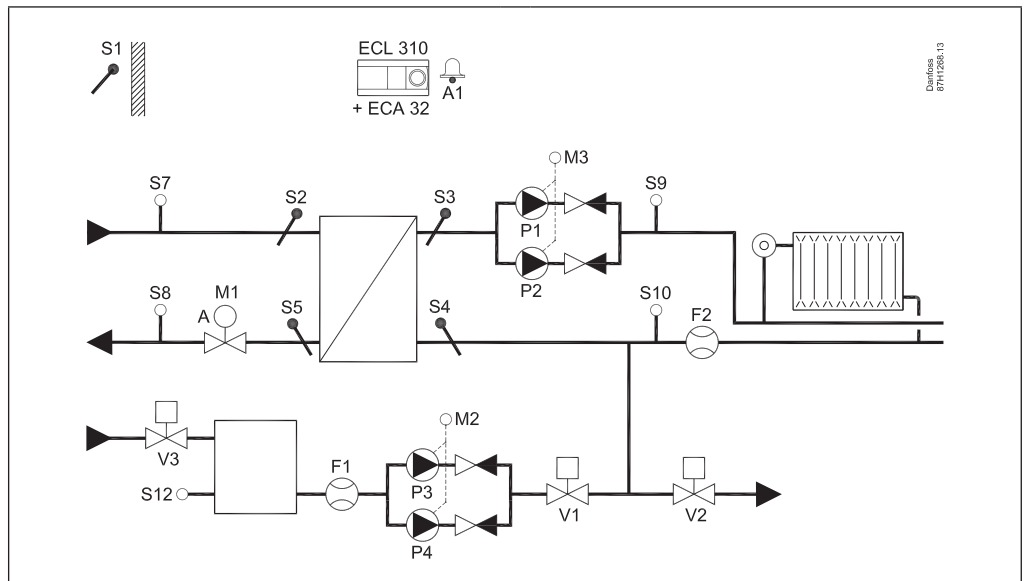 S1
ECL 310
+ ECA 32
A1
Danfoss
87H1268.13
M3
S7
S2
S3
P1
S9
P2
S8
M1
A
S5
S4
S10
F2
M2
V3
F1
P3
S12
V1
V2
P4